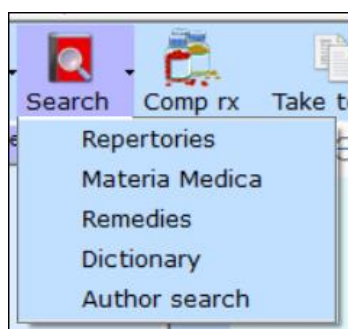 Search Comp rx Take t
Repertories
Materia Medica
Remedies
Dictionary
Author search